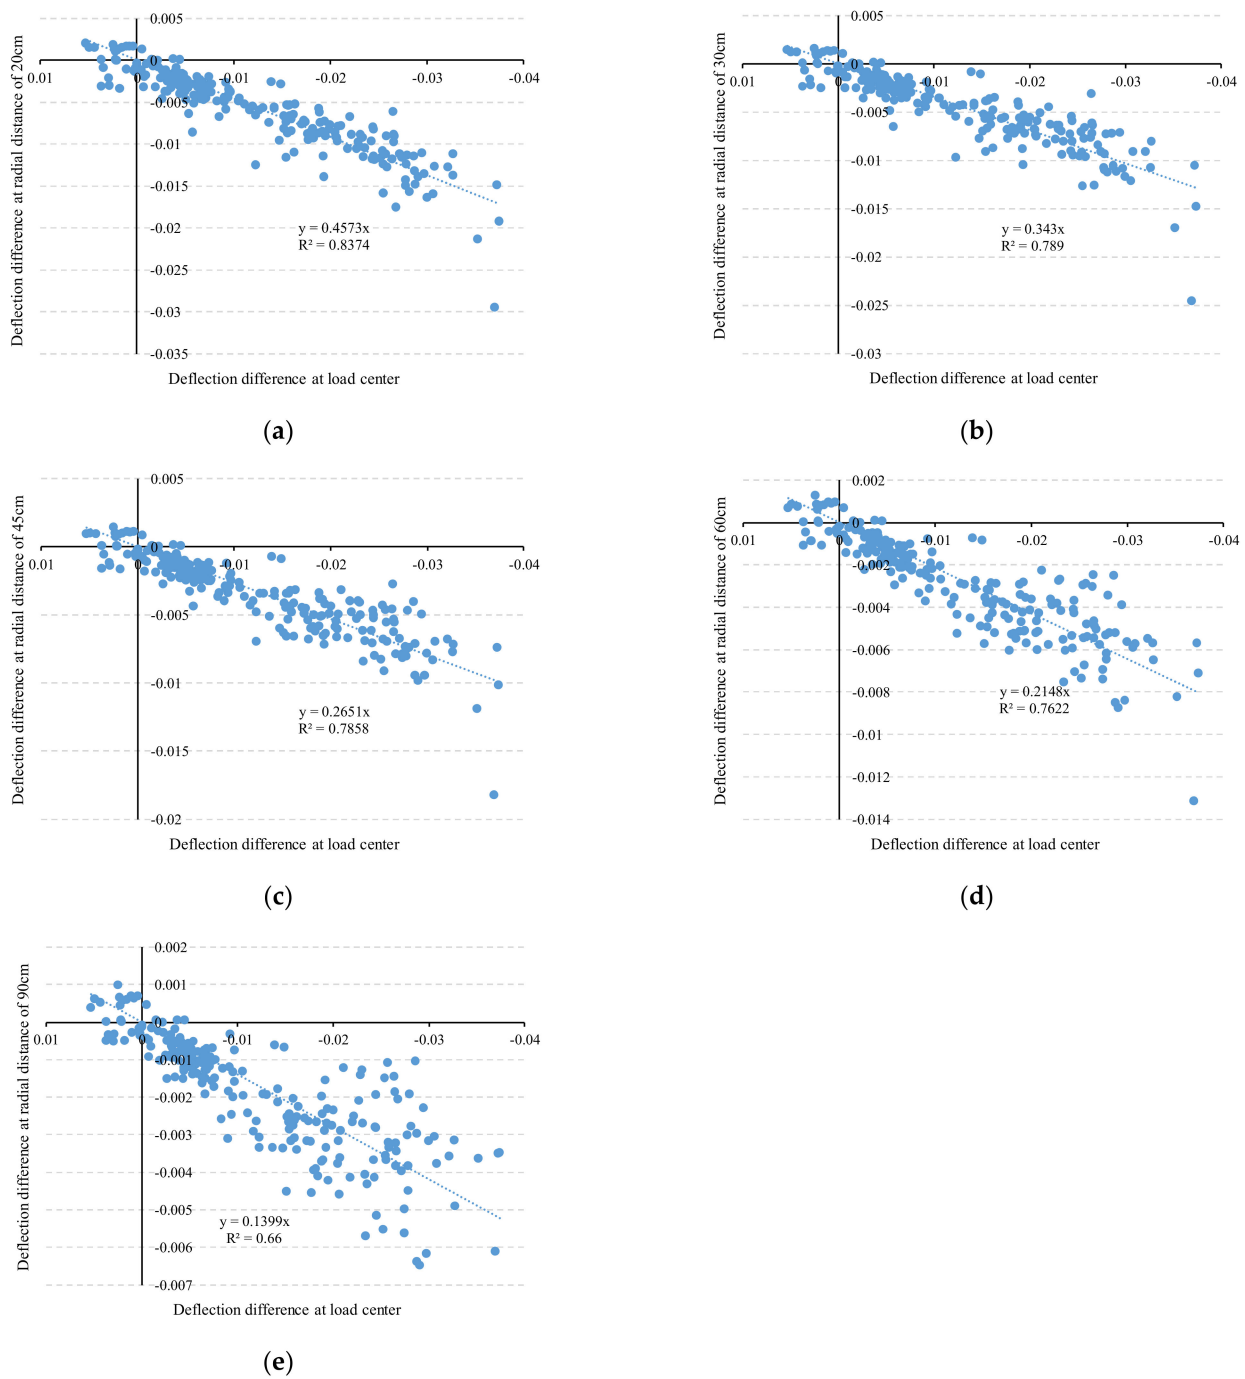 0.005
0
0.01
0
-0.01
-0.02
-0.03
-0.04
-0.005
-0.01
-0.015
-0.02
-0.025
-0.03
-0.035
y = 0.4573x
R² = 0.8374
Deflection difference at radial distance of 20cm
Deflection difference at load center
(a)
0.005
0
0.01
0
-0.01
-0.02
-0.03
-0.04
-0.005
-0.01
-0.015
-0.02
-0.025
-0.03
y = 0.343x
R² = 0.789
Deflection difference at radial distance of 30cm
Deflection difference at load center
(b)
0.005
0
0.01
0
-0.01
-0.02
-0.03
-0.04
-0.005
-0.01
-0.015
-0.02
y = 0.2651x
R² = 0.7858
Deflection difference at radial distance of 45cm
Deflection difference at load center
(c)
0.002
0
0.01
0
-0.01
-0.02
-0.03
-0.04
-0.002
-0.004
-0.006
-0.008
-0.01
-0.012
-0.014
y = 0.2148x
R² = 0.7622
Deflection difference at radial distance of 60cm
Deflection difference at load center
(d)
0.002
0.001
0
0.01
0
-0.01
-0.02
-0.03
-0.04
-0.001
-0.002
-0.003
-0.004
-0.005
-0.006
-0.007
y = 0.1399x
R² = 0.66
Deflection difference at radial distance of 90cm
Deflection difference at load center
(e)